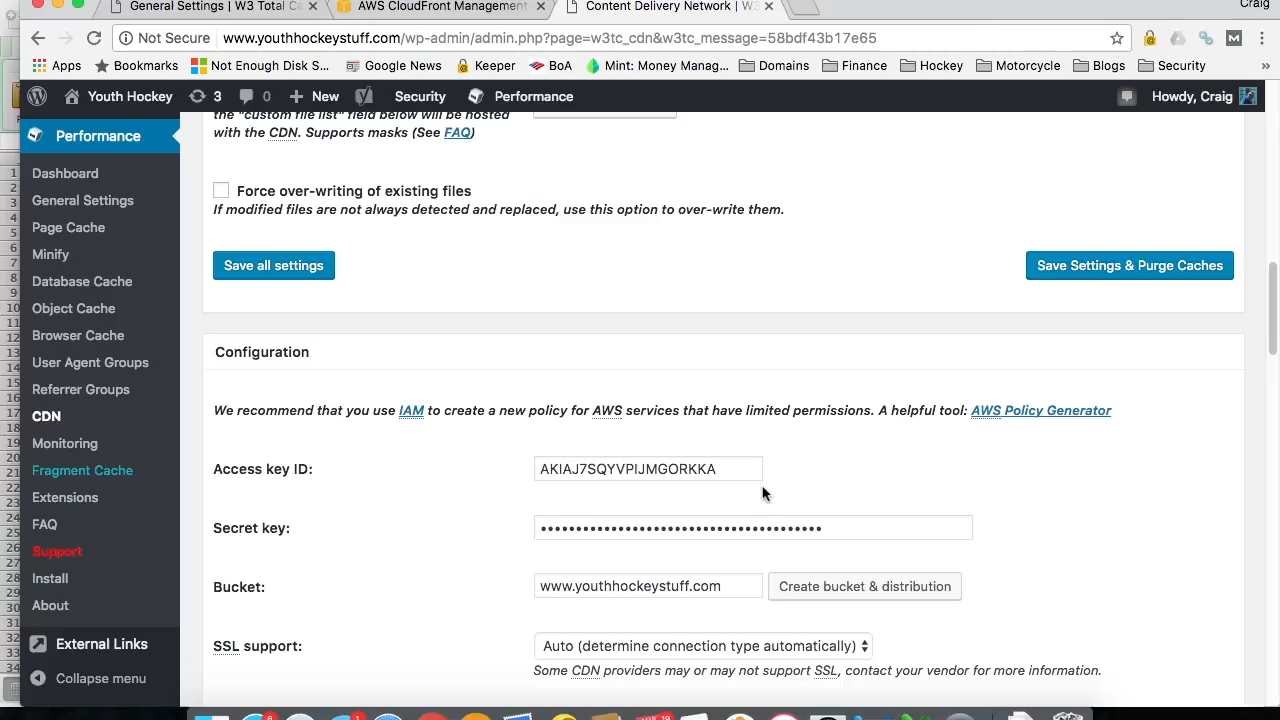 General Settings | W3 Total Ca
AWS CloudFront Management
Content Delivery Network | W3
Craig
Not Secure
www.youthhockeystuff.com/wp-admin/admin.php?page=w3tc_cdn&w3tc_message=58bdf43b17e65
Apps
Bookmarks
Not Enough Disk S...
Google News
Keeper
BoA
Mint: Money Manag...
Domains
Finance
Hockey
Motorcycle
Blogs
Security
»
Youth Hockey
3
0
New
Security
Performance
Howdy, Craig
Performance
Dashboard
General Settings
Page Cache
Minify
Database Cache
Object Cache
Browser Cache
User Agent Groups
Referrer Groups
CDN
Monitoring
Fragment Cache
Extensions
FAQ
Support
Install
About
External Links
Collapse menu
the "custom file list" field below will be hosted
with the CDN. Supports masks (See FAQ)
Force over-writing of existing files
If modified files are not always detected and replaced, use this option to over-write them.
Save all settings
Save Settings & Purge Caches
Configuration
We recommend that you use IAM to create a new policy for AWS services that have limited permissions. A helpful tool: AWS Policy Generator
Access key ID:
AKIAJ7SQYVPIJMGORKKA
Secret key:
••••••••••••••••••••••••••••••••••••••••
Bucket:
www.youthhockeystuff.com
Create bucket & distribution
SSL support:
Auto (determine connection type automatically)
Some CDN providers may or may not support SSL, contact your vendor for more information.